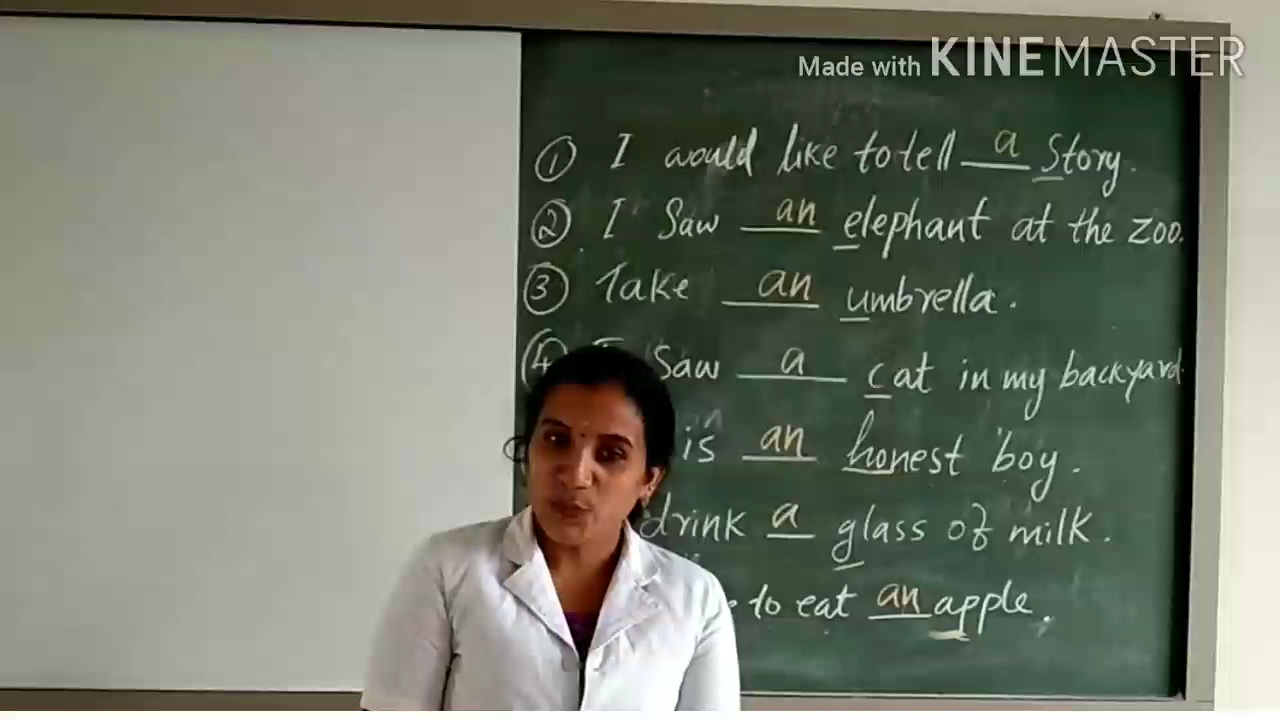 Made with KINEMASTER
① I would like to tell a Story.
② I Saw an elephant at the zoo.
③ Take an umbrella.
④ I Saw a cat in my backyard.
is an honest boy.
drink a glass of milk.
to eat an apple.